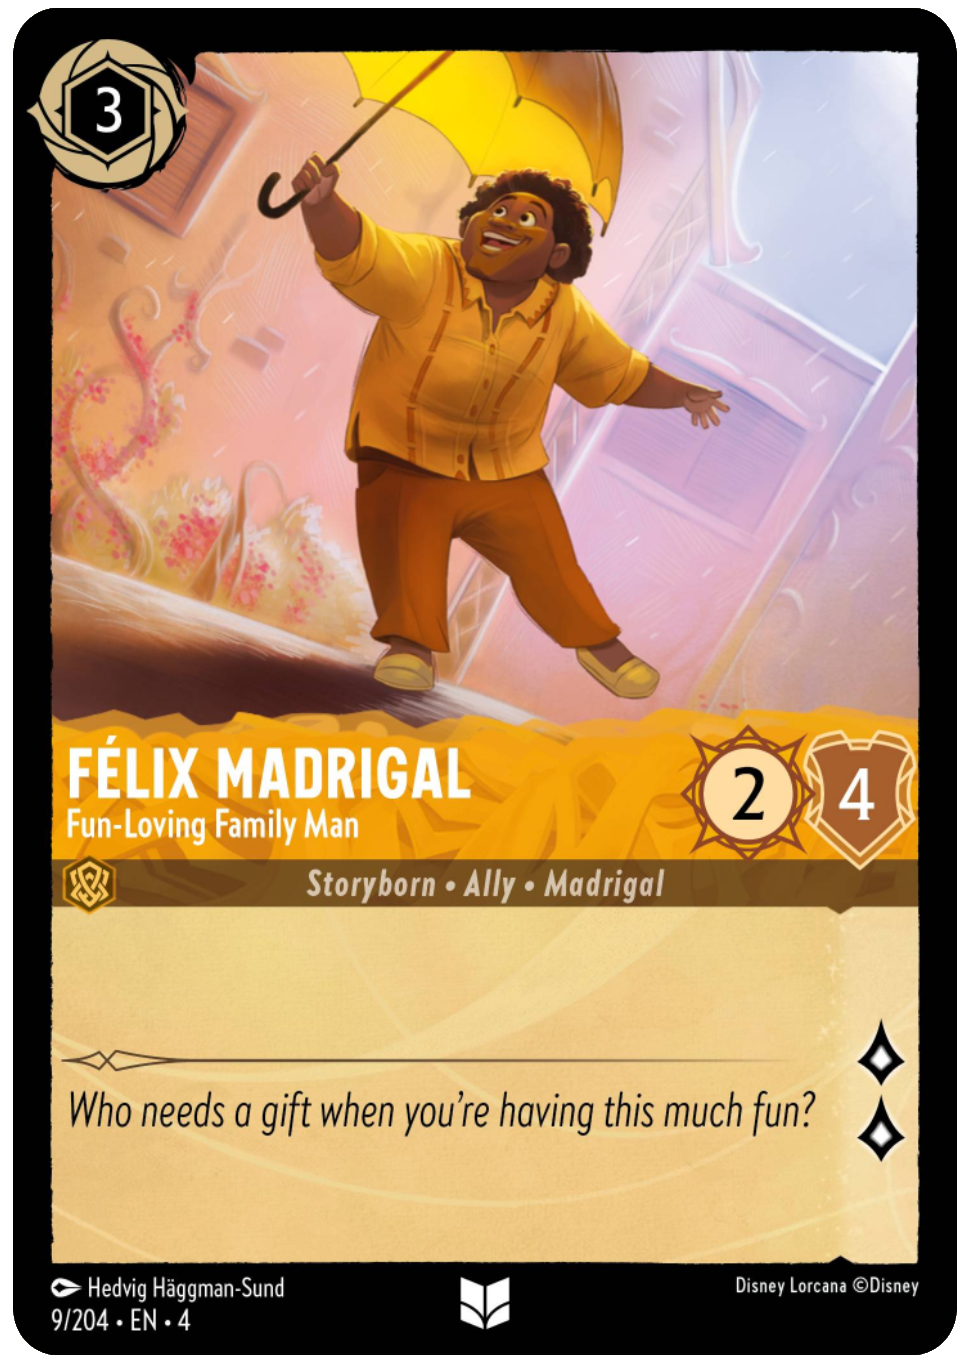 3
FÉLIX MADRIGAL
Fun-Loving Family Man
2
4
Storyborn • Ally • Madrigal
Who needs a gift when you're having this much fun?
Hedvig Häggman-Sund
Disney Lorcana ©Disney
9/204 • EN • 4